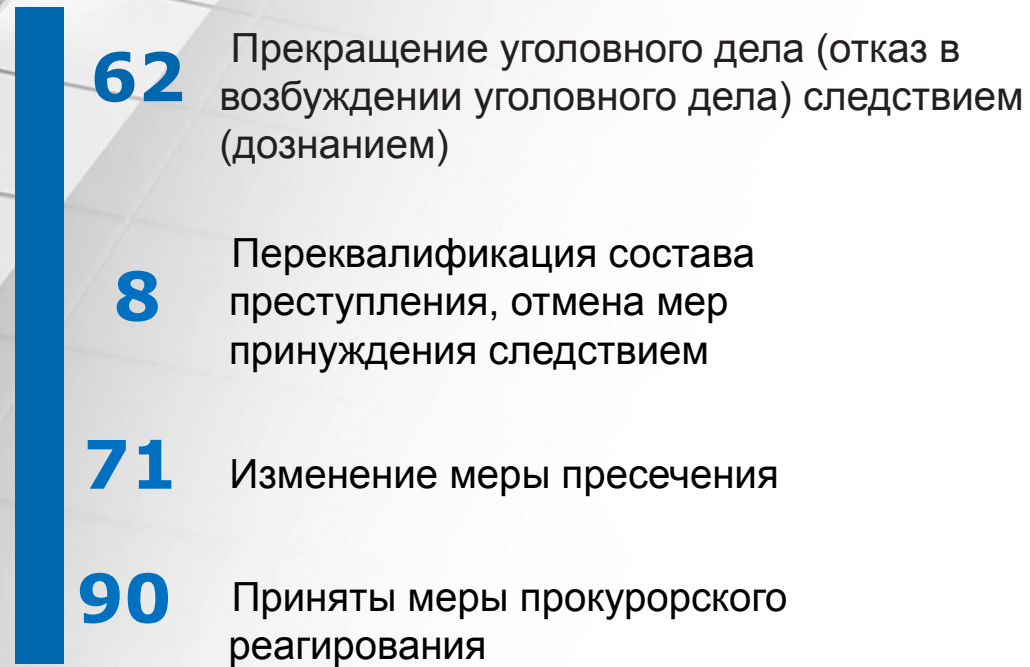 62
Прекращение уголовного дела (отказ в
возбуждении уголовного дела) следствием
(дознанием)
8
Переквалификация состава
преступления, отмена мер
принуждения следствием
71
Изменение меры пресечения
90
Приняты меры прокурорского
реагирования